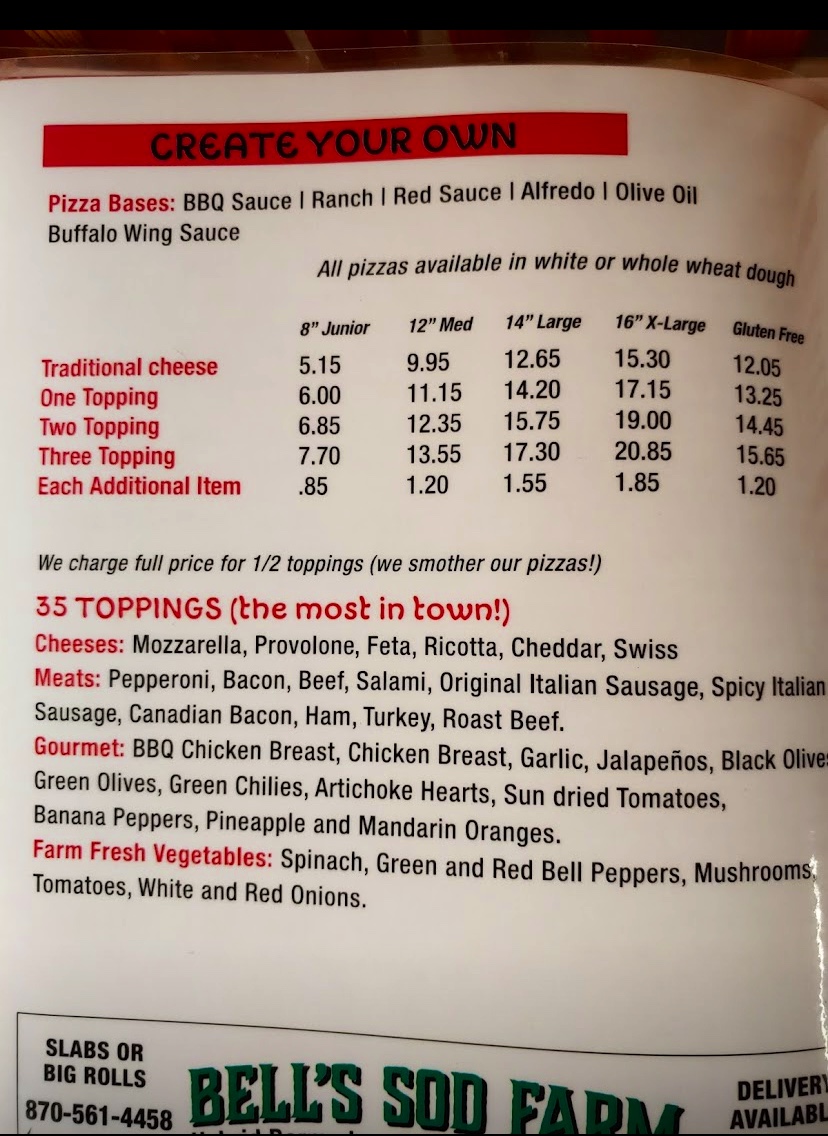 CREATE YOUR OWN
Pizza Bases: BBQ Sauce | Ranch | Red Sauce | Alfredo | Olive Oil
Buffalo Wing Sauce
All pizzas available in white or whole wheat dough
8" Junior 12" Med 14" Large 16" X-Large Gluten Free
Traditional cheese 5.15 9.95 12.65 15.30 12.05
One Topping 6.00 11.15 14.20 17.15 13.25
Two Topping 6.85 12.35 15.75 19.00 14.45
Three Topping 7.70 13.55 17.30 20.85 15.65
Each Additional Item .85 1.20 1.55 1.85 1.20
We charge full price for 1/2 toppings (we smother our pizzas!)
35 TOPPINGS (the most in town!)
Cheeses: Mozzarella, Provolone, Feta, Ricotta, Cheddar, Swiss
Meats: Pepperoni, Bacon, Beef, Salami, Original Italian Sausage, Spicy Italian
Sausage, Canadian Bacon, Ham, Turkey, Roast Beef.
Gourmet: BBQ Chicken Breast, Chicken Breast, Garlic, Jalapeños, Black Olives
Green Olives, Green Chilies, Artichoke Hearts, Sun dried Tomatoes,
Banana Peppers, Pineapple and Mandarin Oranges.
Farm Fresh Vegetables: Spinach, Green and Red Bell Peppers, Mushrooms,
Tomatoes, White and Red Onions.
SLABS OR
BIG ROLLS
870-561-4458
BELL'S SOD FARM
DELIVERY
AVAILABL